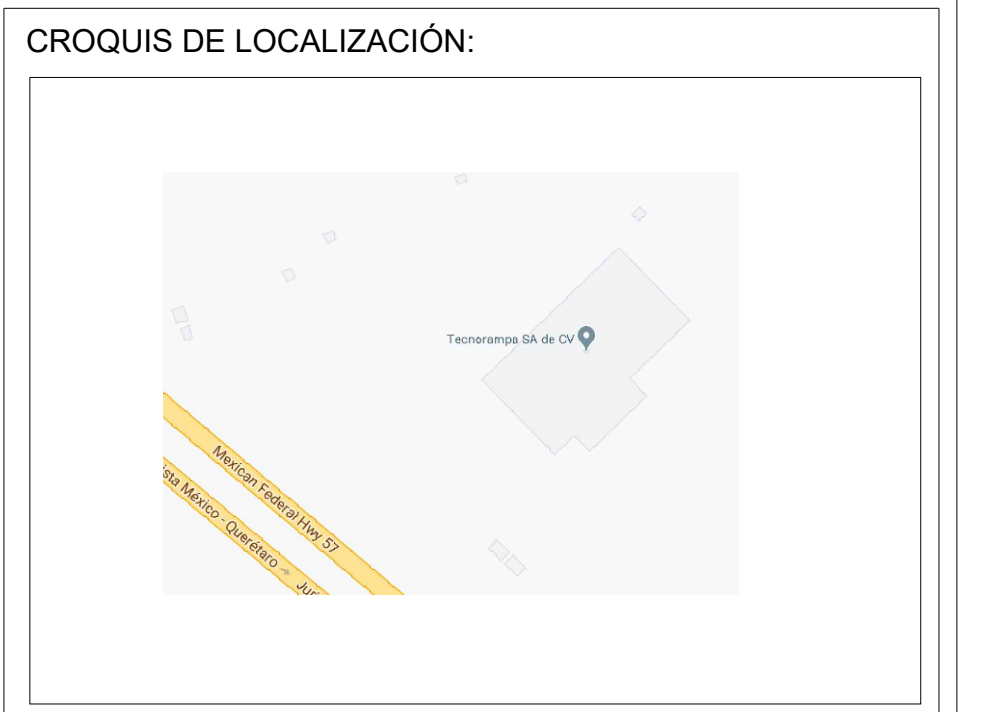 CROQUIS DE LOCALIZACIÓN:
Tecnorampa SA de CV
Mexican Federal Hwy 57
México - Querétaro